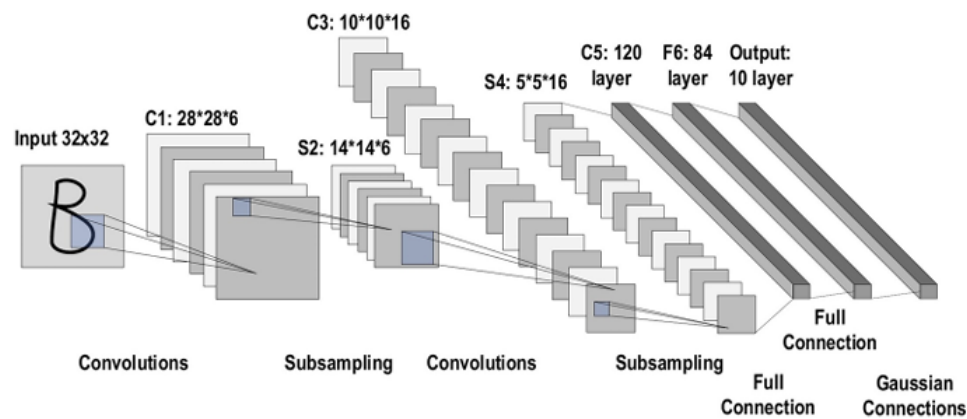 C3: 10*10*16
C5: 120
layer
F6: 84
layer
Output:
10 layer
S4: 5*5*16
C1: 28*28*6
Input 32x32
S2: 14*14*6
B
Full
Connection
Convolutions
Subsampling
Convolutions
Subsampling
Full
Connection
Gaussian
Connections